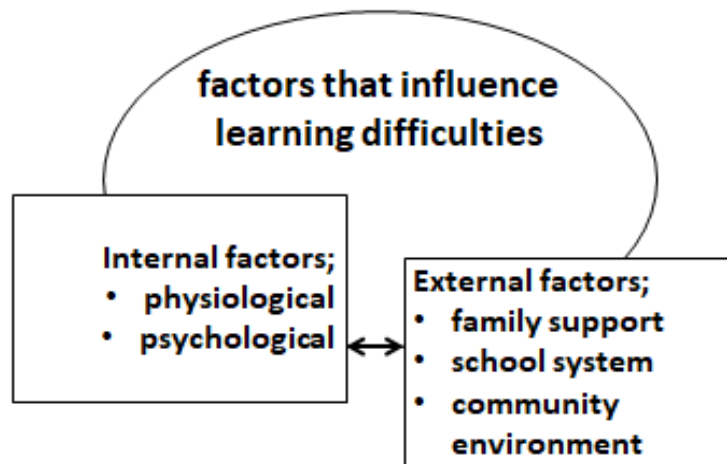 factors that influence
learning difficulties
Internal factors;
• physiological
• psychological
External factors;
• family support
• school system
• community
environment